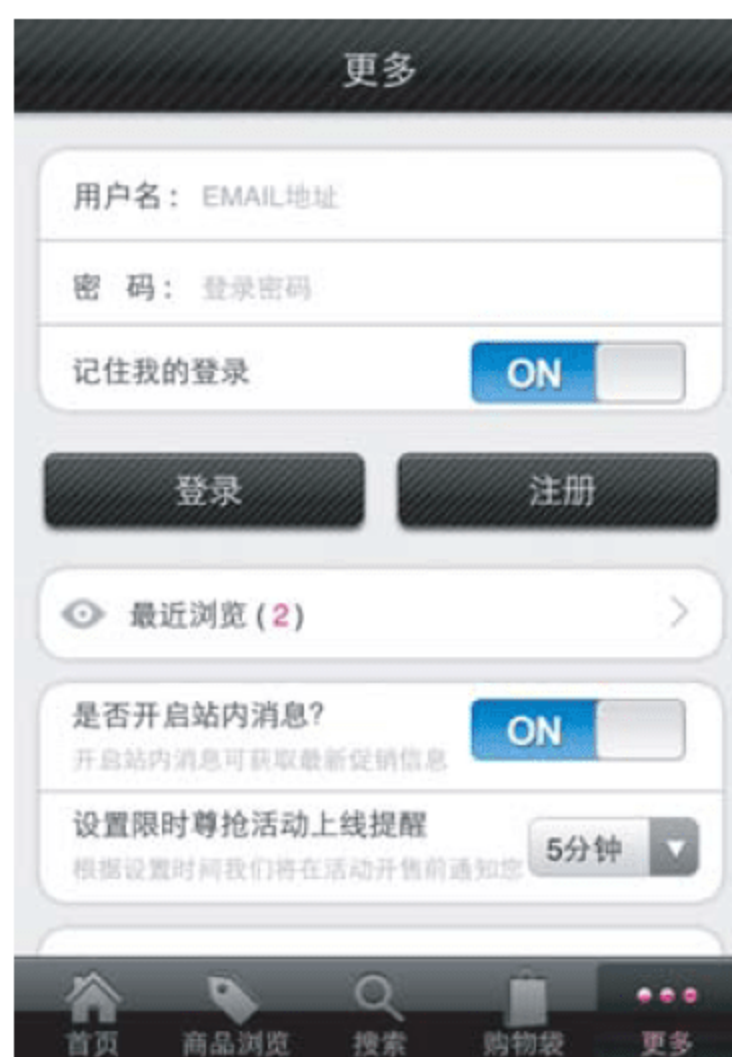 更多
用户名： EMAIL地址
密 码： 登录密码
记住我的登录 ON
登录 注册
最近浏览 (2)
是否开启站内消息? ON
开启站内消息可获取最新促销信息
设置限时尊抢活动上线提醒
5分钟
根据设置时间我们将在活动开售前通知您
首页 商品浏览 搜索 购物袋 更多